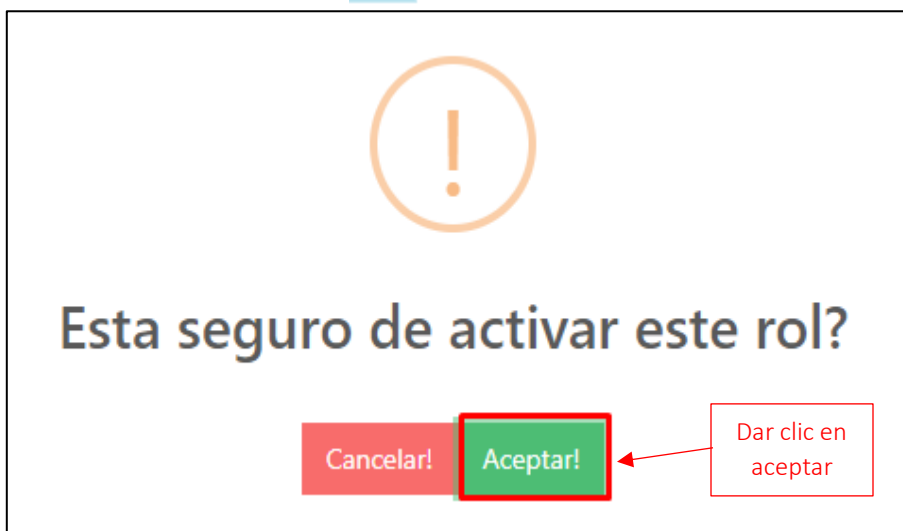 Esta seguro de activar este rol?
Cancelar!
Aceptar!
Dar clic en
aceptar